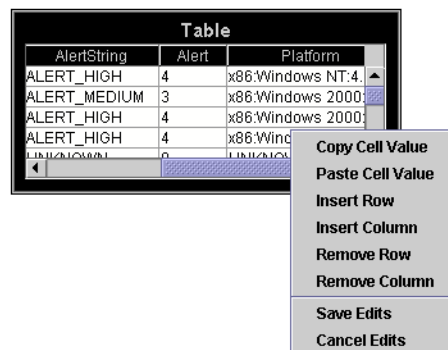 Table
AlertString Alert Platform
ALERT_HIGH 4 x86:Windows NT:4.
ALERT_MEDIUM 3 x86:Windows 2000:
ALERT_HIGH 4 x86:Windows 2000:
ALERT_HIGH 4 x86:Wind
UNKNOWN 0
Copy Cell Value
Paste Cell Value
Insert Row
Insert Column
Remove Row
Remove Column
Save Edits
Cancel Edits